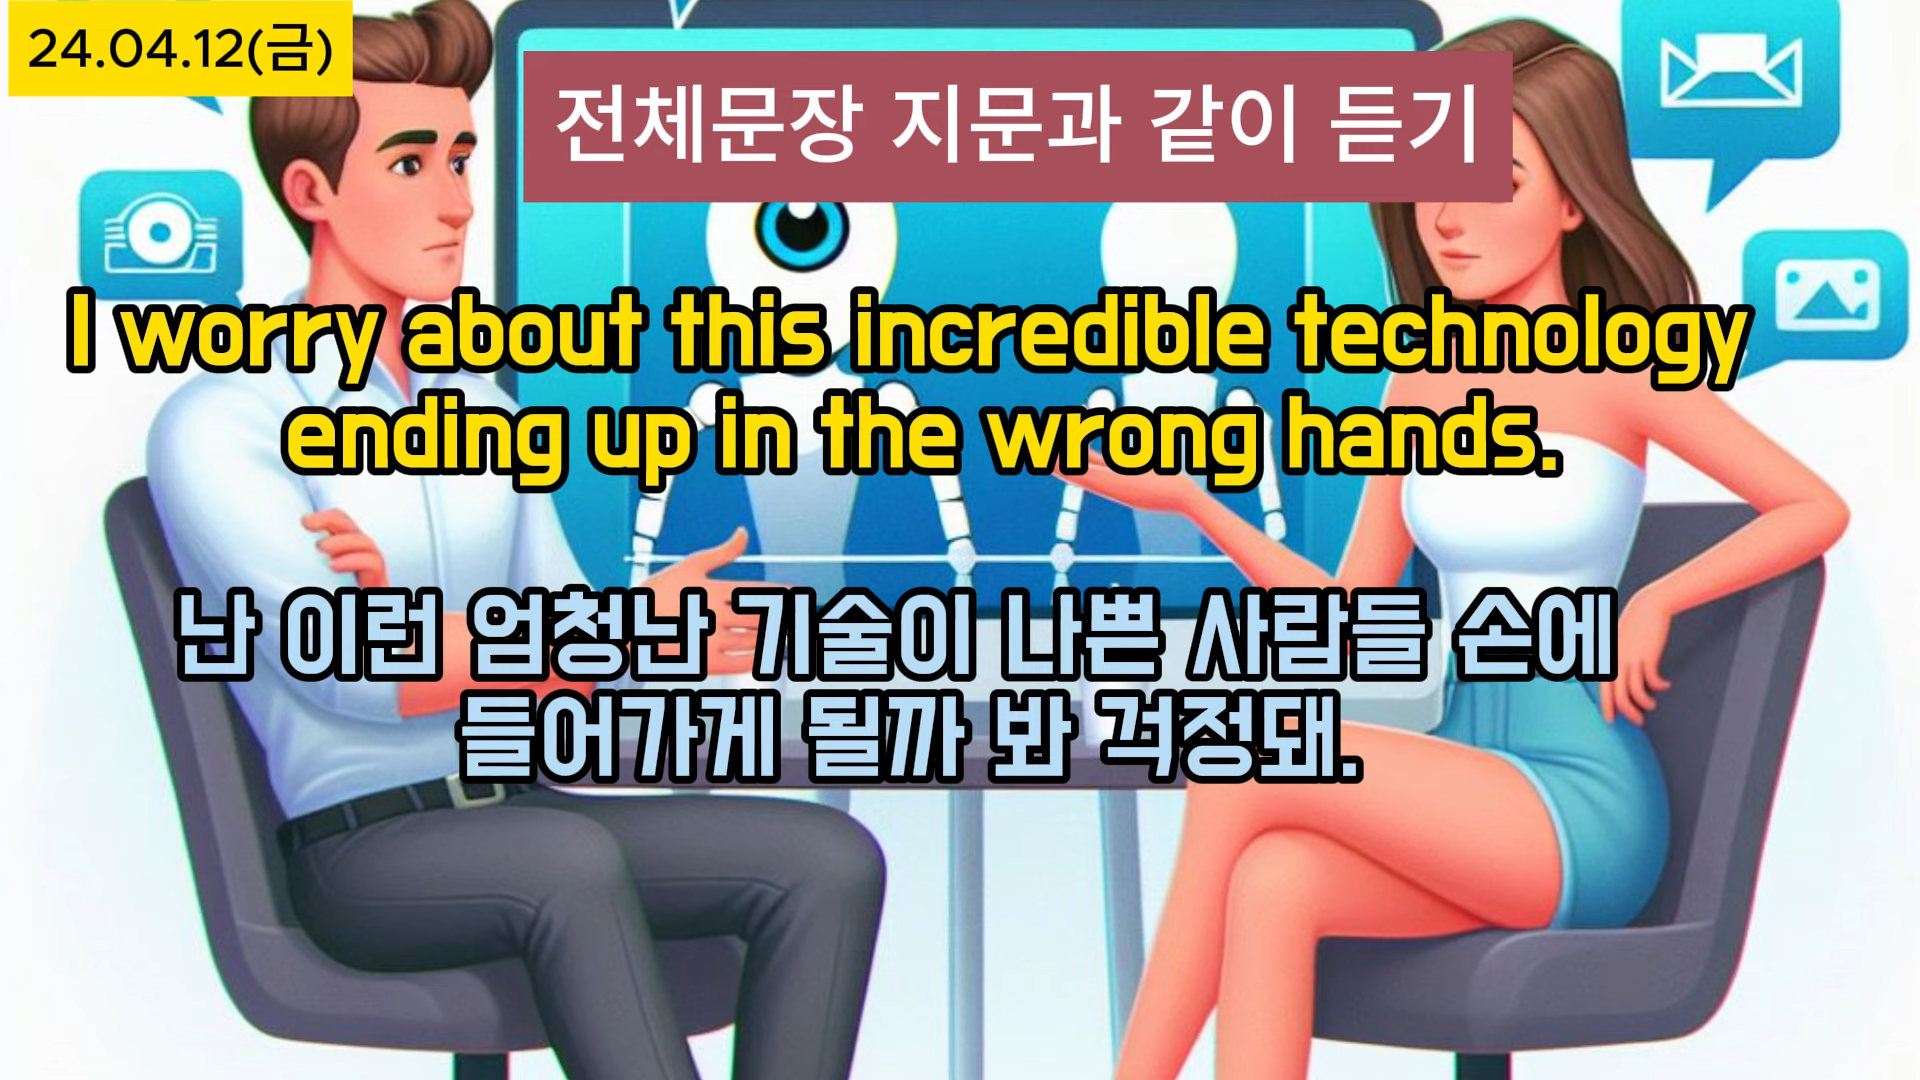 24.04.12(금)
전체문장 지문과 같이 듣기
I worry about this incredible technology
ending up in the wrong hands.
난 이런 엄청난 기술이 나쁜 사람들 손에
들어가게 될까 봐 걱정돼.